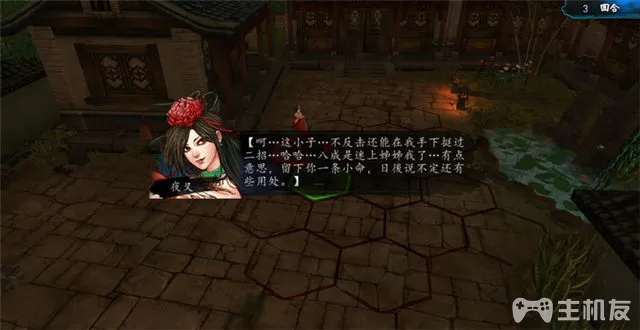 3 回合
【呵…这小子…不反击还能在我手下挺过
二招…哈哈…八成是迷上姊姊我了…有点
意思，留下你一条小命，日後说不定还有
些用处。】
夜叉
主机友